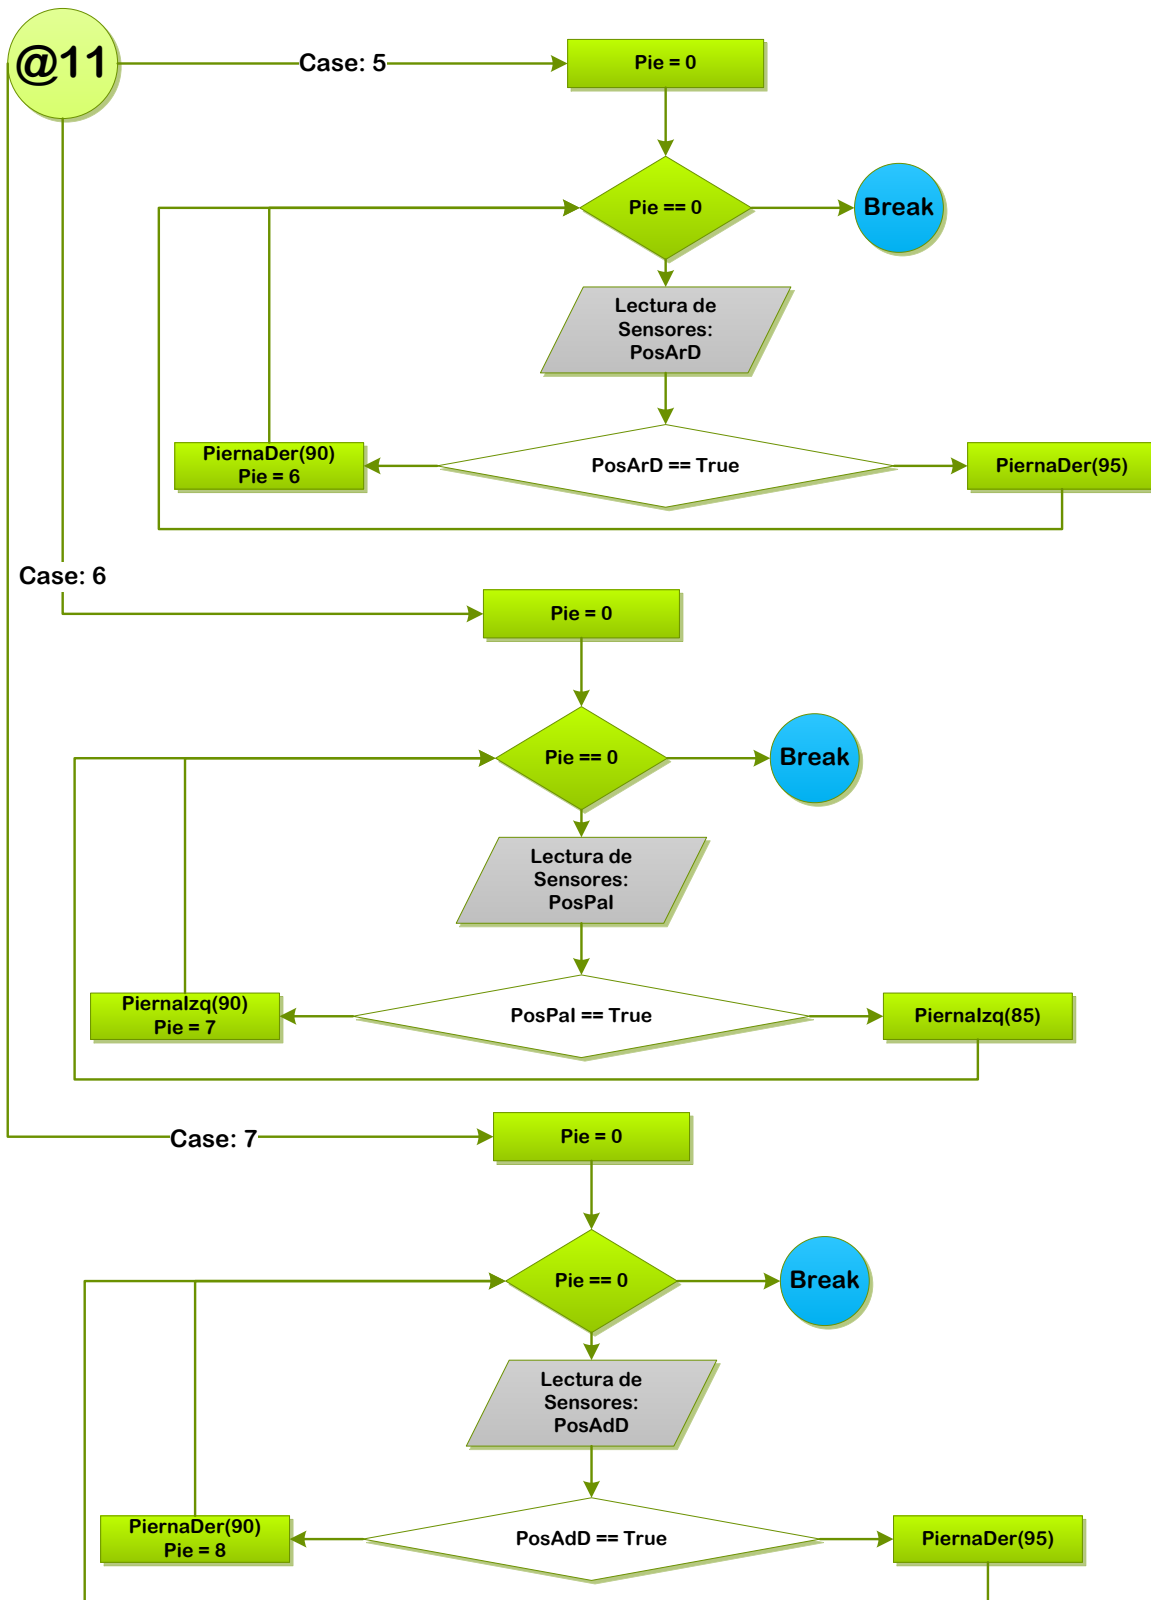 @11
Case: 5
Pie = 0
Pie == 0
Break
Lectura de
Sensores:
PosArD
PiernaDer(90)
Pie = 6
PosArD == True
PiernaDer(95)
Case: 6
Pie = 0
Pie == 0
Break
Lectura de
Sensores:
PosPaI
PiernaIzq(90)
Pie = 7
PosPaI == True
PiernaIzq(85)
Case: 7
Pie = 0
Pie == 0
Break
Lectura de
Sensores:
PosAdD
PiernaDer(90)
Pie = 8
PosAdD == True
PiernaDer(95)